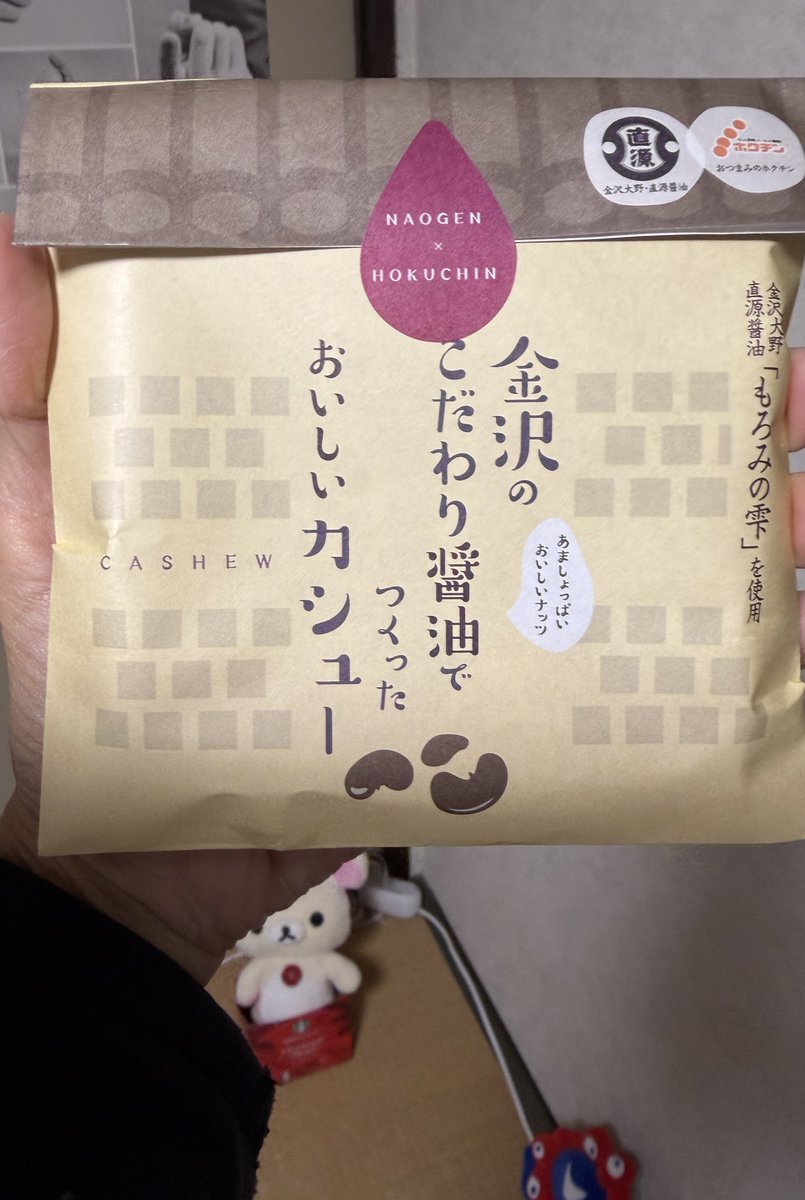 直源
金沢大野・直源醤油
ホクチン
おつまみのホクチン
NAOGEN
×
HOKUCHIN
金沢大野
直源醤油
「もろみの雫」を使用
金沢の
こだわり醤油で
つくった
おいしいカシュー
あましょっぱい
おいしいナッツ
CASHEW